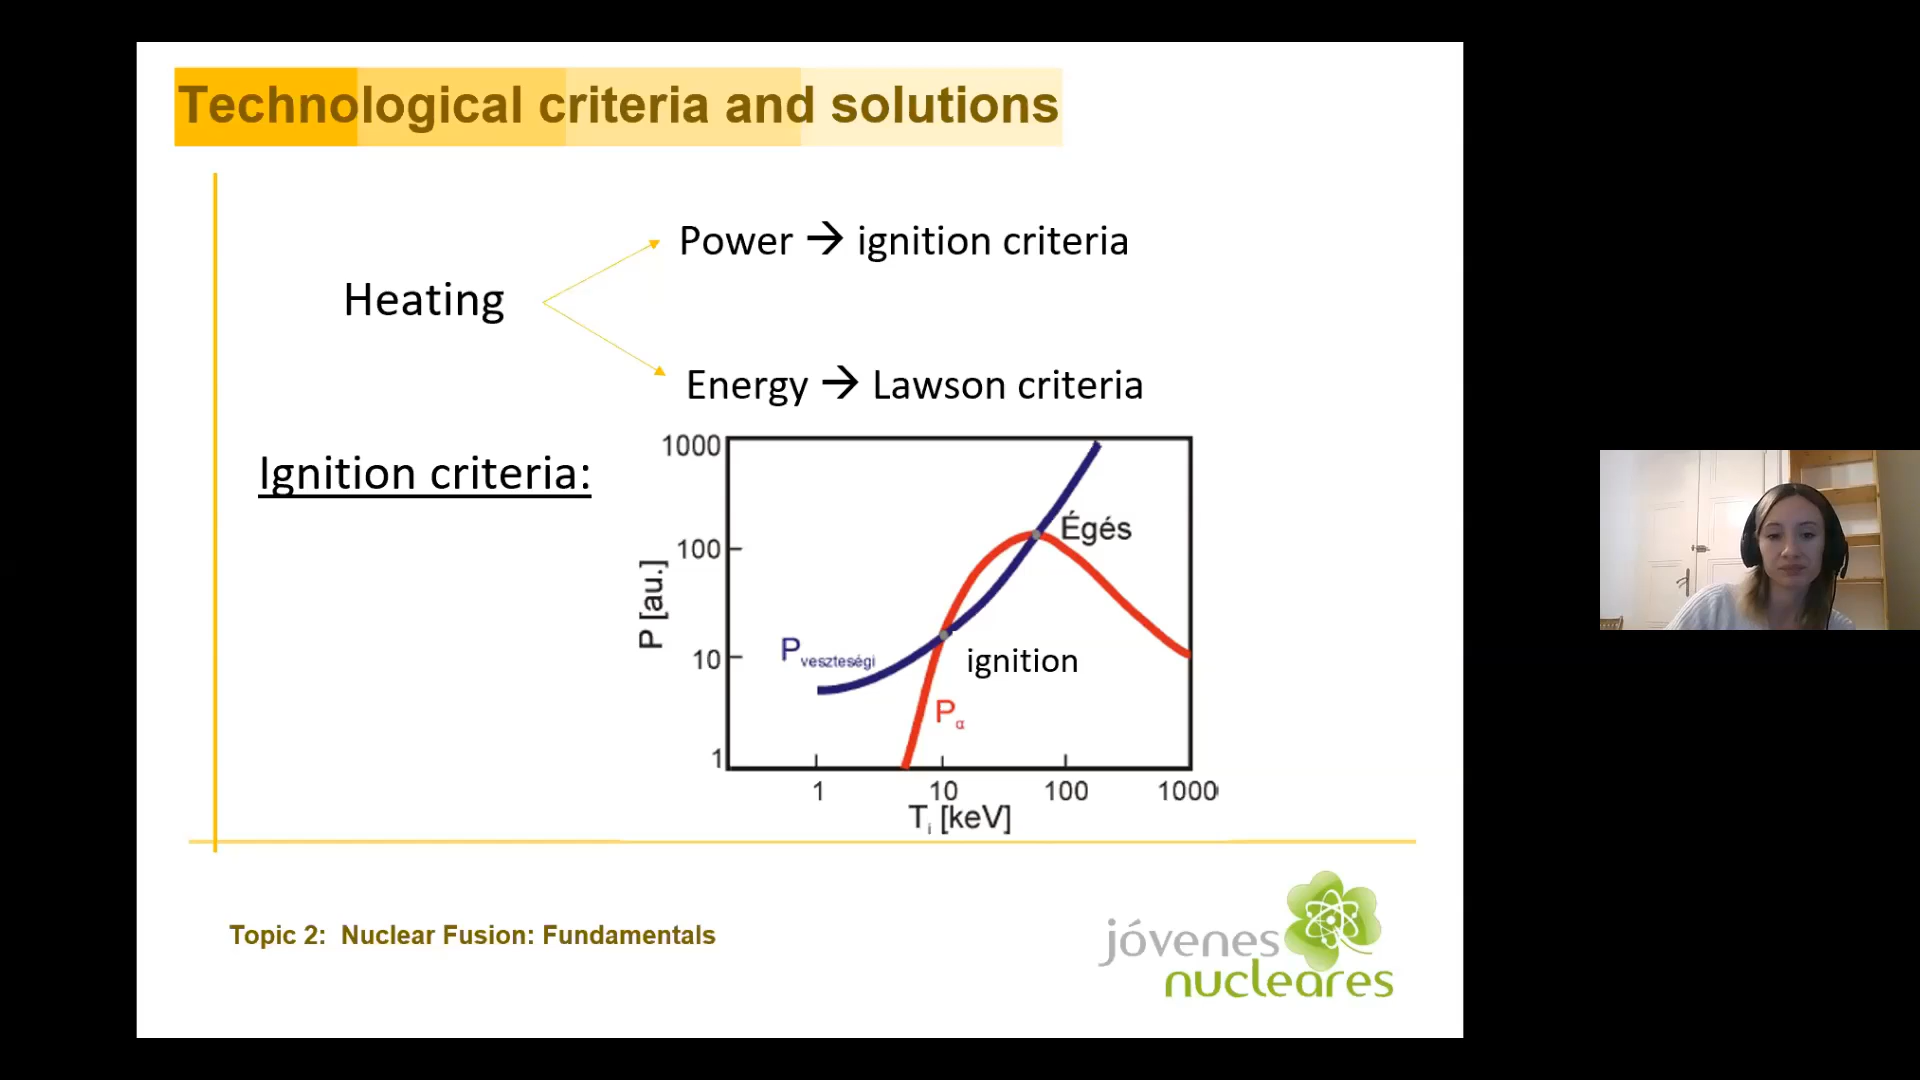 Technological criteria and solutions
Power → ignition criteria
Heating
Energy → Lawson criteria
Ignition criteria:
1000
100
10
1
P [au.]
Égés
P veszteségi
ignition
Pα
1 10 100 1000
Ti [keV]
Topic 2: Nuclear Fusion: Fundamentals
jóvenes
nucleares